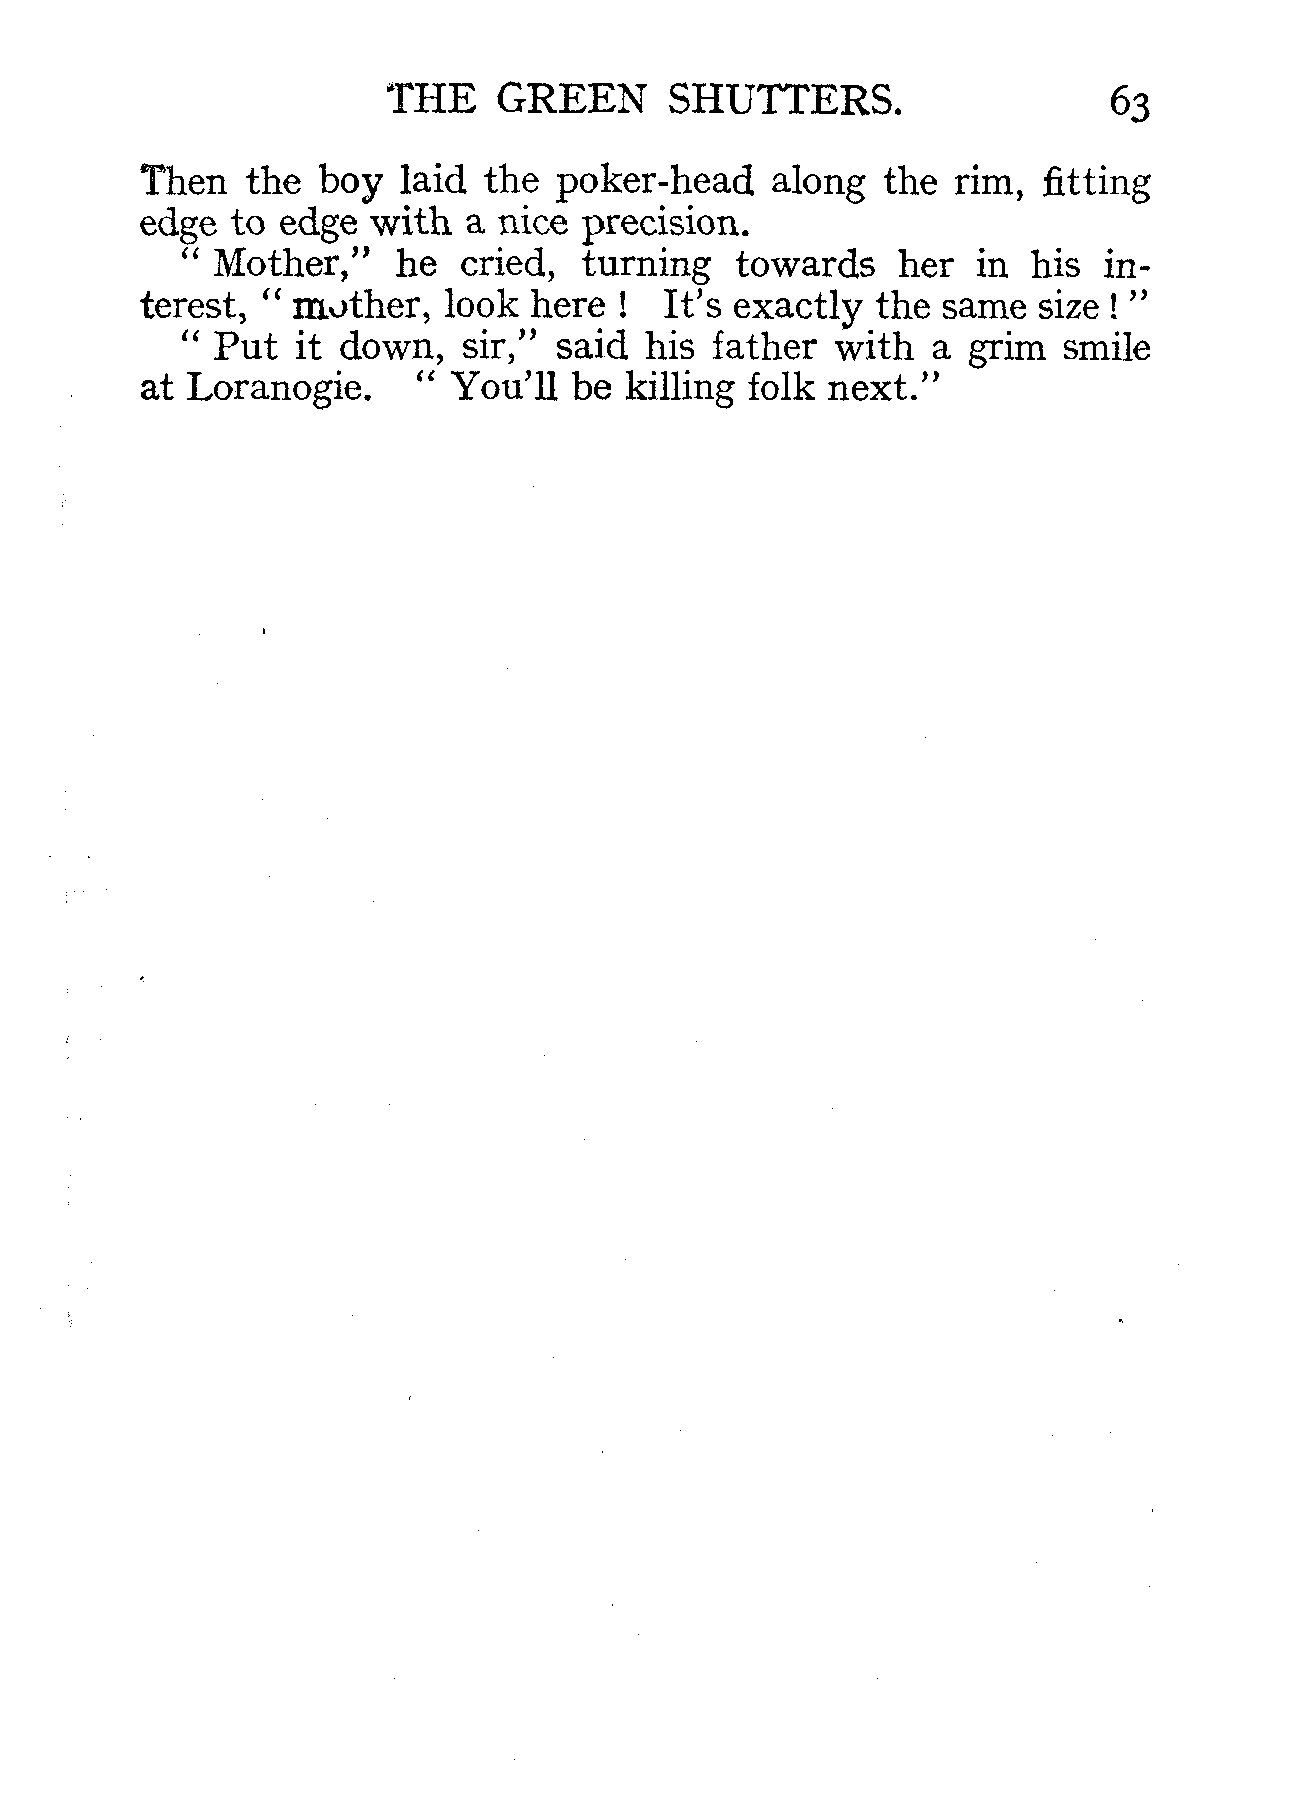 THE GREEN SHUTTERS. 63
Then the boy laid the poker-head along the rim, fitting
edge to edge with a nice precision.
“ Mother,” he cried, turning towards her in his in-
terest, “ mother, look here ! It’s exactly the same size ! ”
“ Put it down, sir,” said his father with a grim smile
at Loranogie. “ You’ll be killing folk next.”